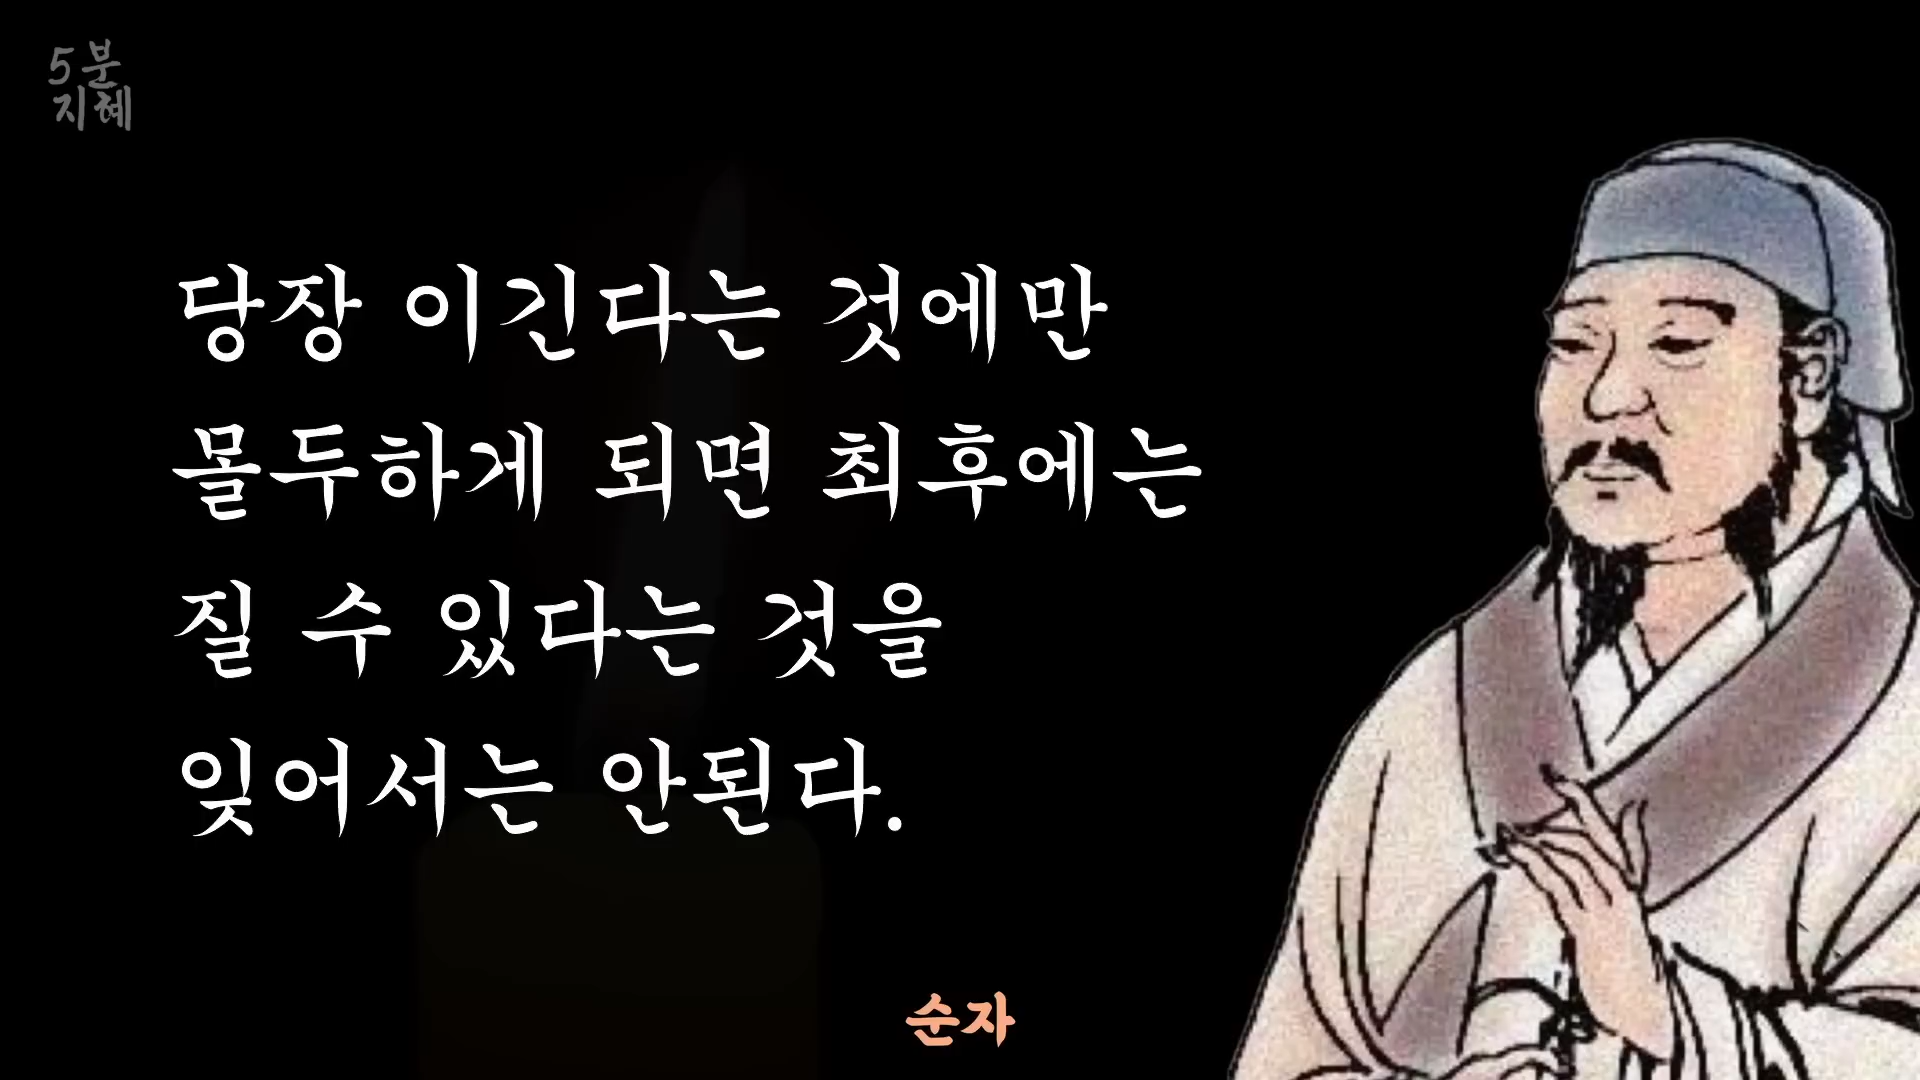 5분
지혜
당장 이긴다는 것에만
몰두하게 되면 최후에는
질 수 있다는 것을
잊어서는 안된다.
순자